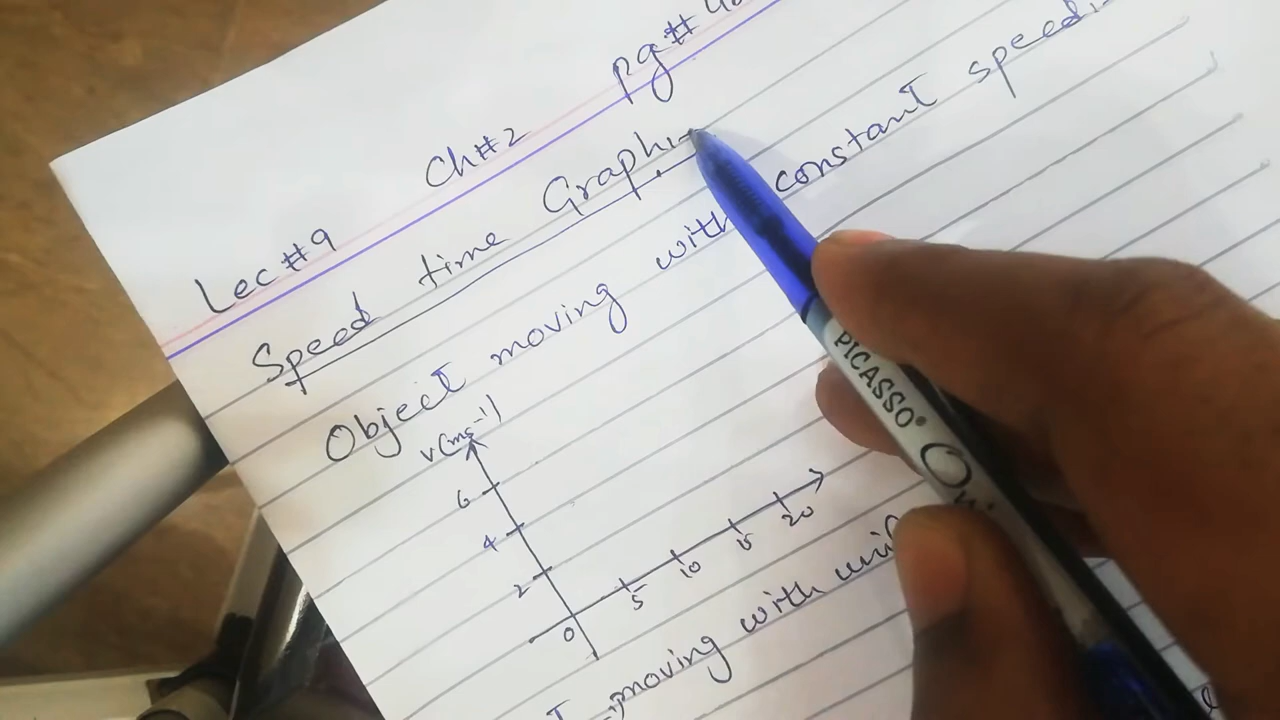 Lec # 9 Ch # 2 Pg #
Speed time Graph:
Object moving with constant speed:
v(ms⁻¹)
6
4
2
0 5 10 15 20
moving with
PICASSO®